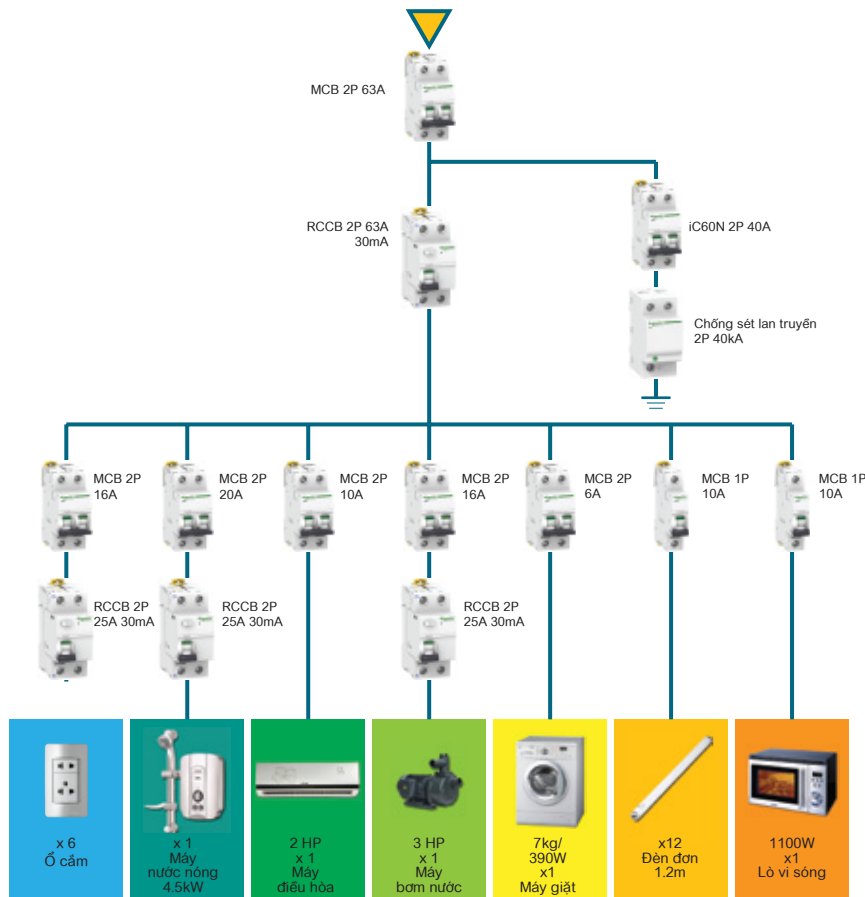 MCB 2P 63A
RCCB 2P 63A
30mA
iC60N 2P 40A
Chống sét lan truyền
2P 40kA
MCB 2P
16A
MCB 2P
20A
MCB 2P
10A
MCB 2P
16A
MCB 2P
6A
MCB 1P
10A
MCB 1P
10A
RCCB 2P
25A 30mA
RCCB 2P
25A 30mA
RCCB 2P
25A 30mA
x 6
Ổ cắm
x 1
Máy
nước nóng
4.5kW
2 HP
x 1
Máy
điều hòa
3 HP
x 1
Máy
bơm nước
7kg/
390W
x1
Máy giặt
x12
Đèn đơn
1.2m
1100W
x1
Lò vi sóng